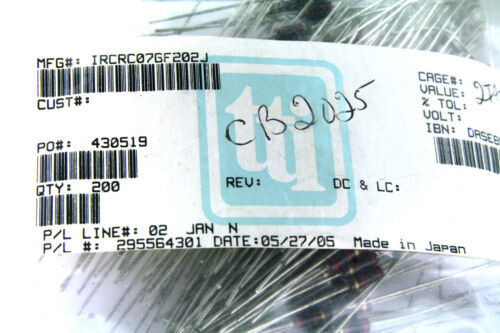 MFG#: IRCRC07GF202J
CUST#:
PO#: 430519
QTY: 200
P/L LINE#: 02 JAN N
P/L #: 295564301 DATE:05/27/05 Made in Japan
tti
CB2025
REV: DC & LC:
CAGE#:
VALUE:
% TOL:
VOLT:
IBN: